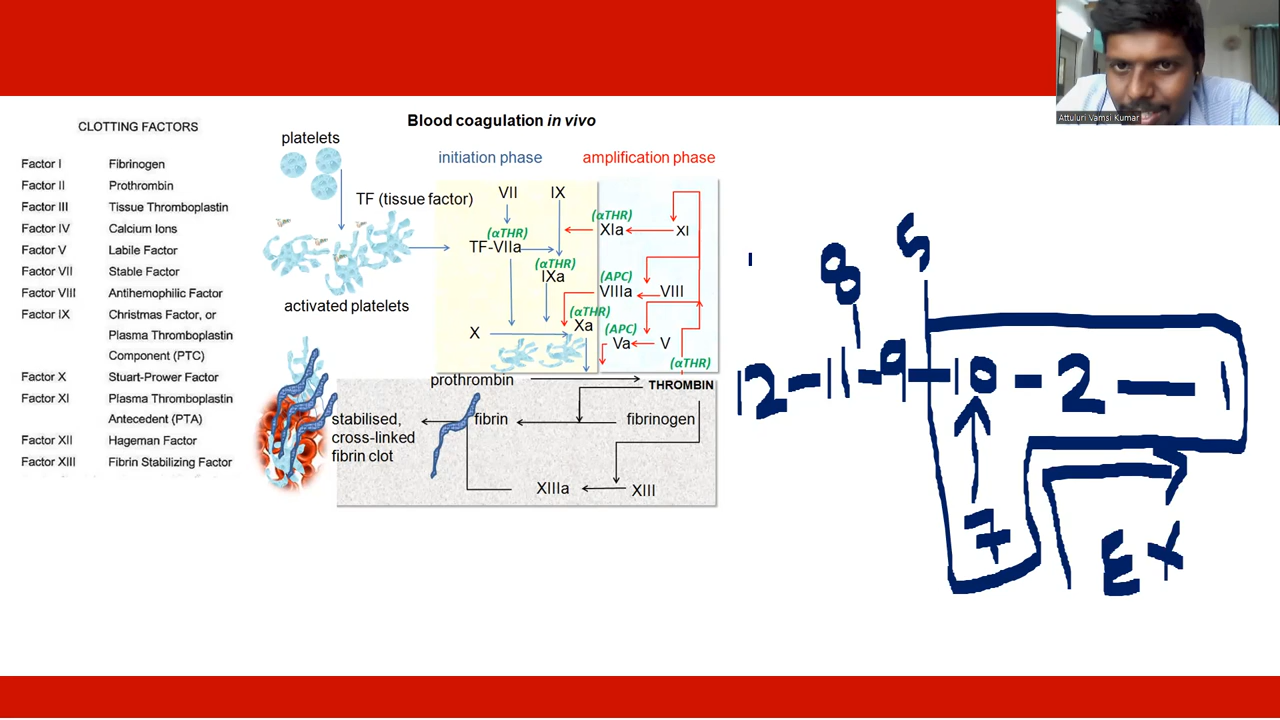 Attuluri Vamsi Kumar
Blood coagulation in vivo
CLOTTING FACTORS
Factor I Fibrinogen
Factor II Prothrombin
Factor III Tissue Thromboplastin
Factor IV Calcium Ions
Factor V Labile Factor
Factor VII Stable Factor
Factor VIII Antihemophilic Factor
Factor IX Christmas Factor, or
Plasma Thromboplastin
Component (PTC)
Factor X Stuart-Prower Factor
Factor XI Plasma Thromboplastin
Antecedent (PTA)
Factor XII Hageman Factor
Factor XIII Fibrin Stabilizing Factor
platelets
initiation phase
amplification phase
TF (tissue factor)
VII
IX
(αTHR)
XIa
XI
(αTHR)
TF-VIIa
(αTHR)
IXa
(APC)
VIIIa
VIII
activated platelets
(αTHR)
X
Xa
(APC)
Va
V
(αTHR)
prothrombin
THROMBIN
stabilised,
cross-linked
fibrin clot
fibrin
fibrinogen
XIIIa
XIII
8
5
12-11-9-10-2-1
7
Ex